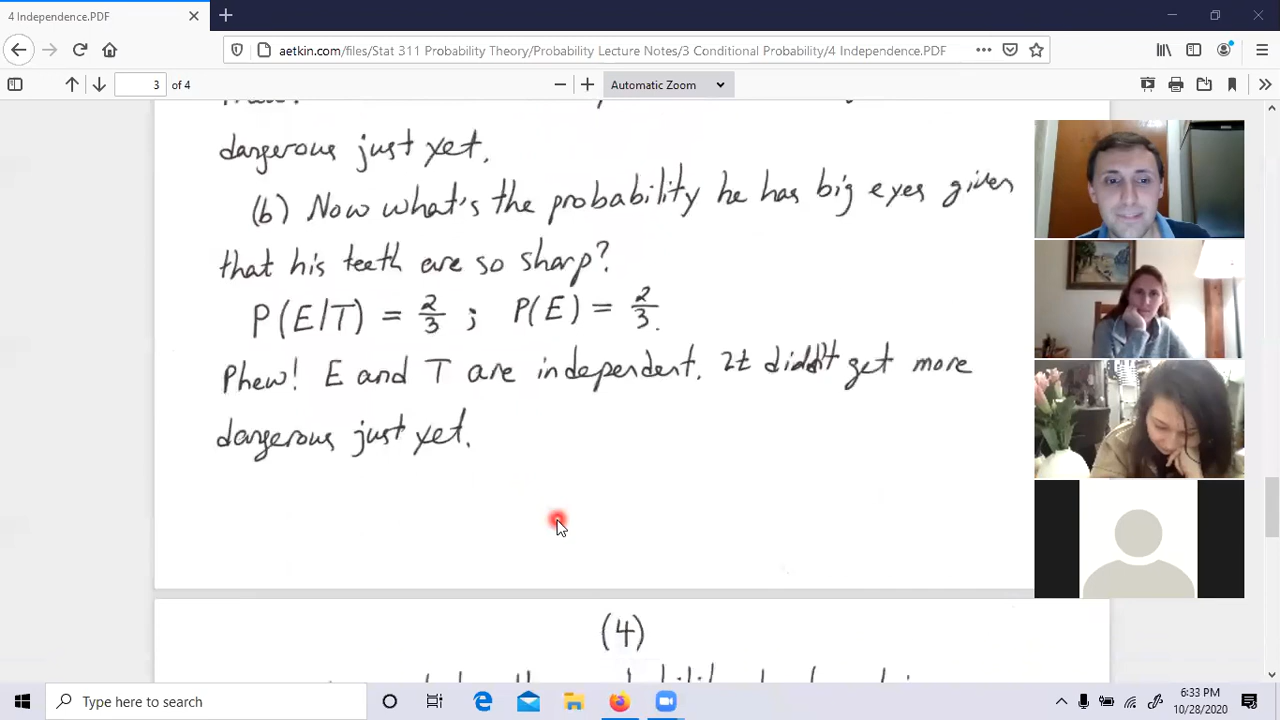 4 Independence.PDF
aetkin.com/files/Stat 311 Probability Theory/Probability Lecture Notes/3 Conditional Probability/4 Independence.PDF
3 of 4
Automatic Zoom
dangerous just yet.
(b) Now what's the probability he has big eyes given
that his teeth are so sharp?
P(E/T) = 2/3 ; P(E) = 2/3.
Phew! E and T are independent. It didn't get more
dangerous just yet.
(4)
Type here to search
6:33 PM
10/28/2020